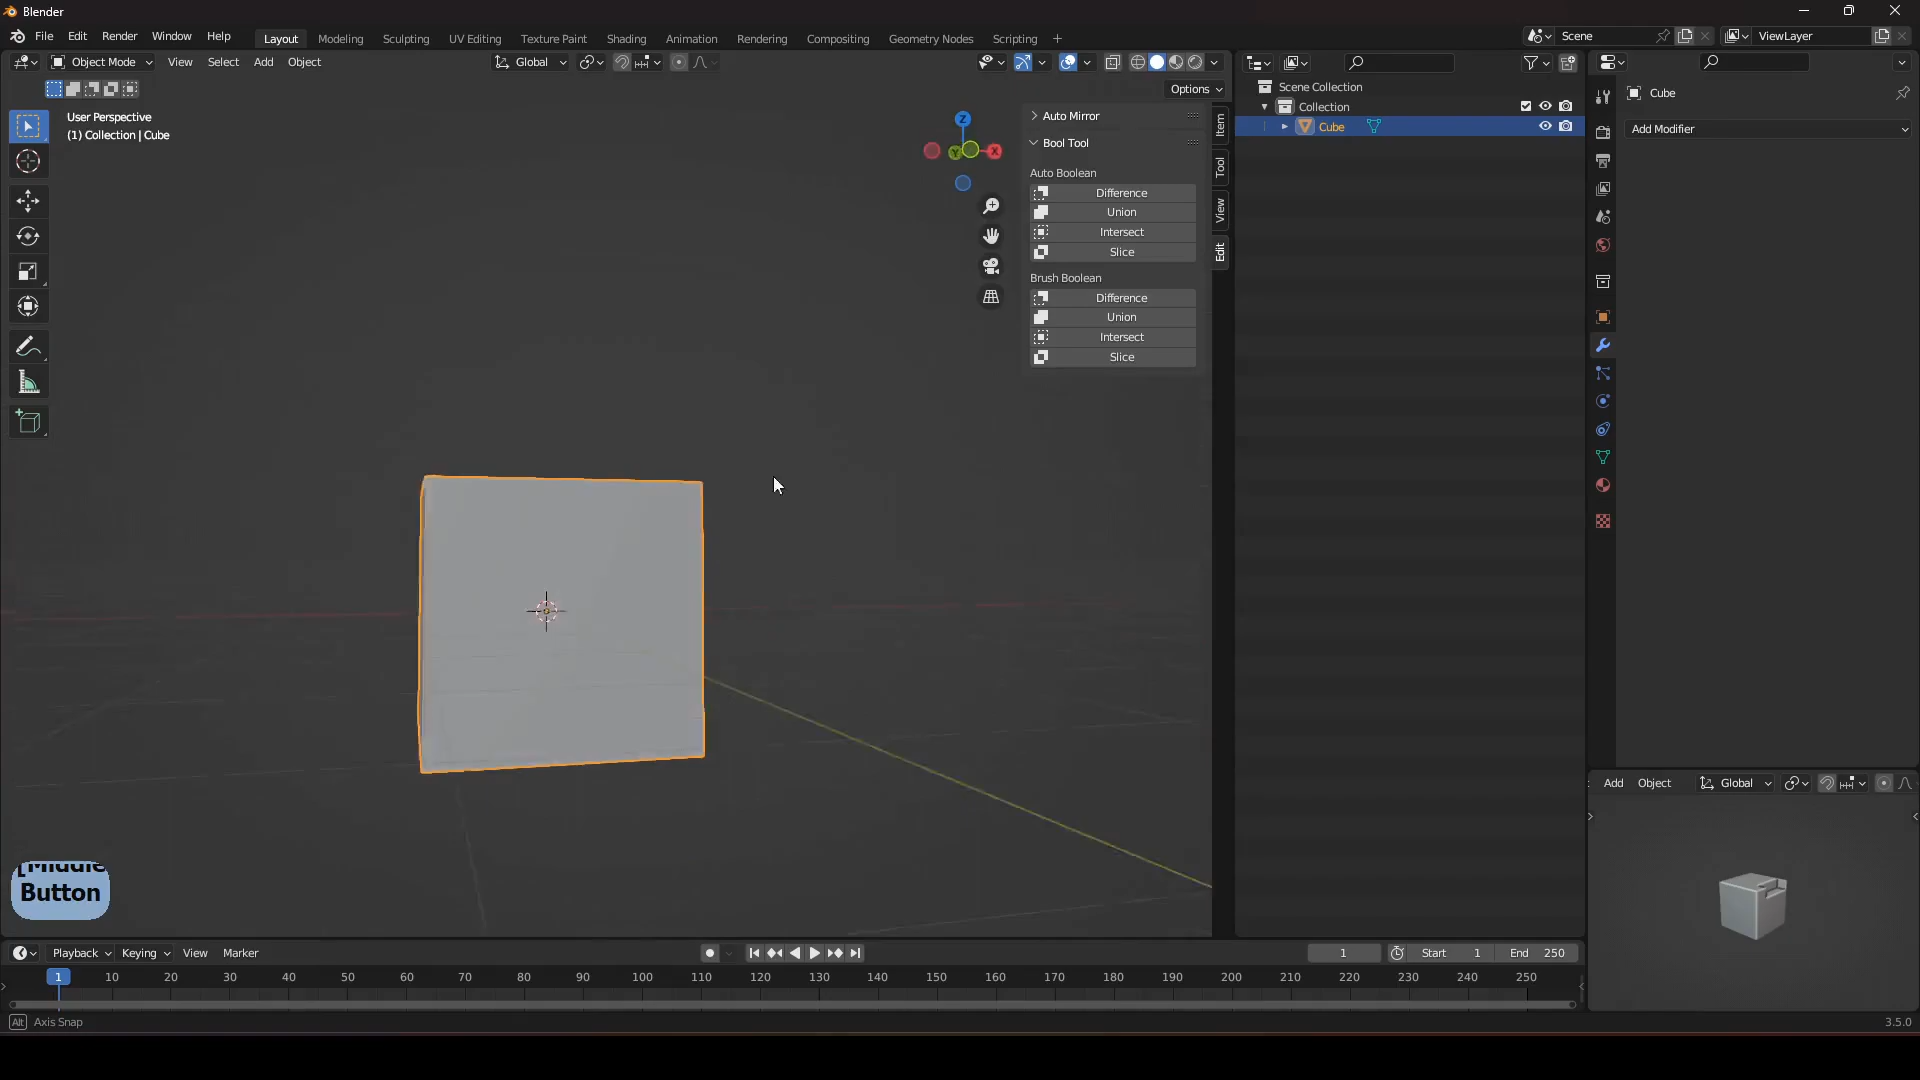 Blender
File Edit Render Window Help Layout Modeling Sculpting UV Editing Texture Paint Shading Animation Rendering Compositing Geometry Nodes Scripting + Scene ViewLayer
Object Mode View Select Add Object Global
Options
User Perspective
(1) Collection | Cube
Z
Y
X
Auto Mirror
Bool Tool
Auto Boolean
Difference
Union
Intersect
Slice
Brush Boolean
Difference
Union
Intersect
Slice
Item
Tool
View
Edit
Scene Collection
Collection
Cube
Cube
Add Modifier
Add Object Global
[Middle
Button
Playback Keying View Marker 1 Start 1 End 250
1 10 20 30 40 50 60 70 80 90 100 110 120 130 140 150 160 170 180 190 200 210 220 230 240 250
Alt Axis Snap
3.5.0